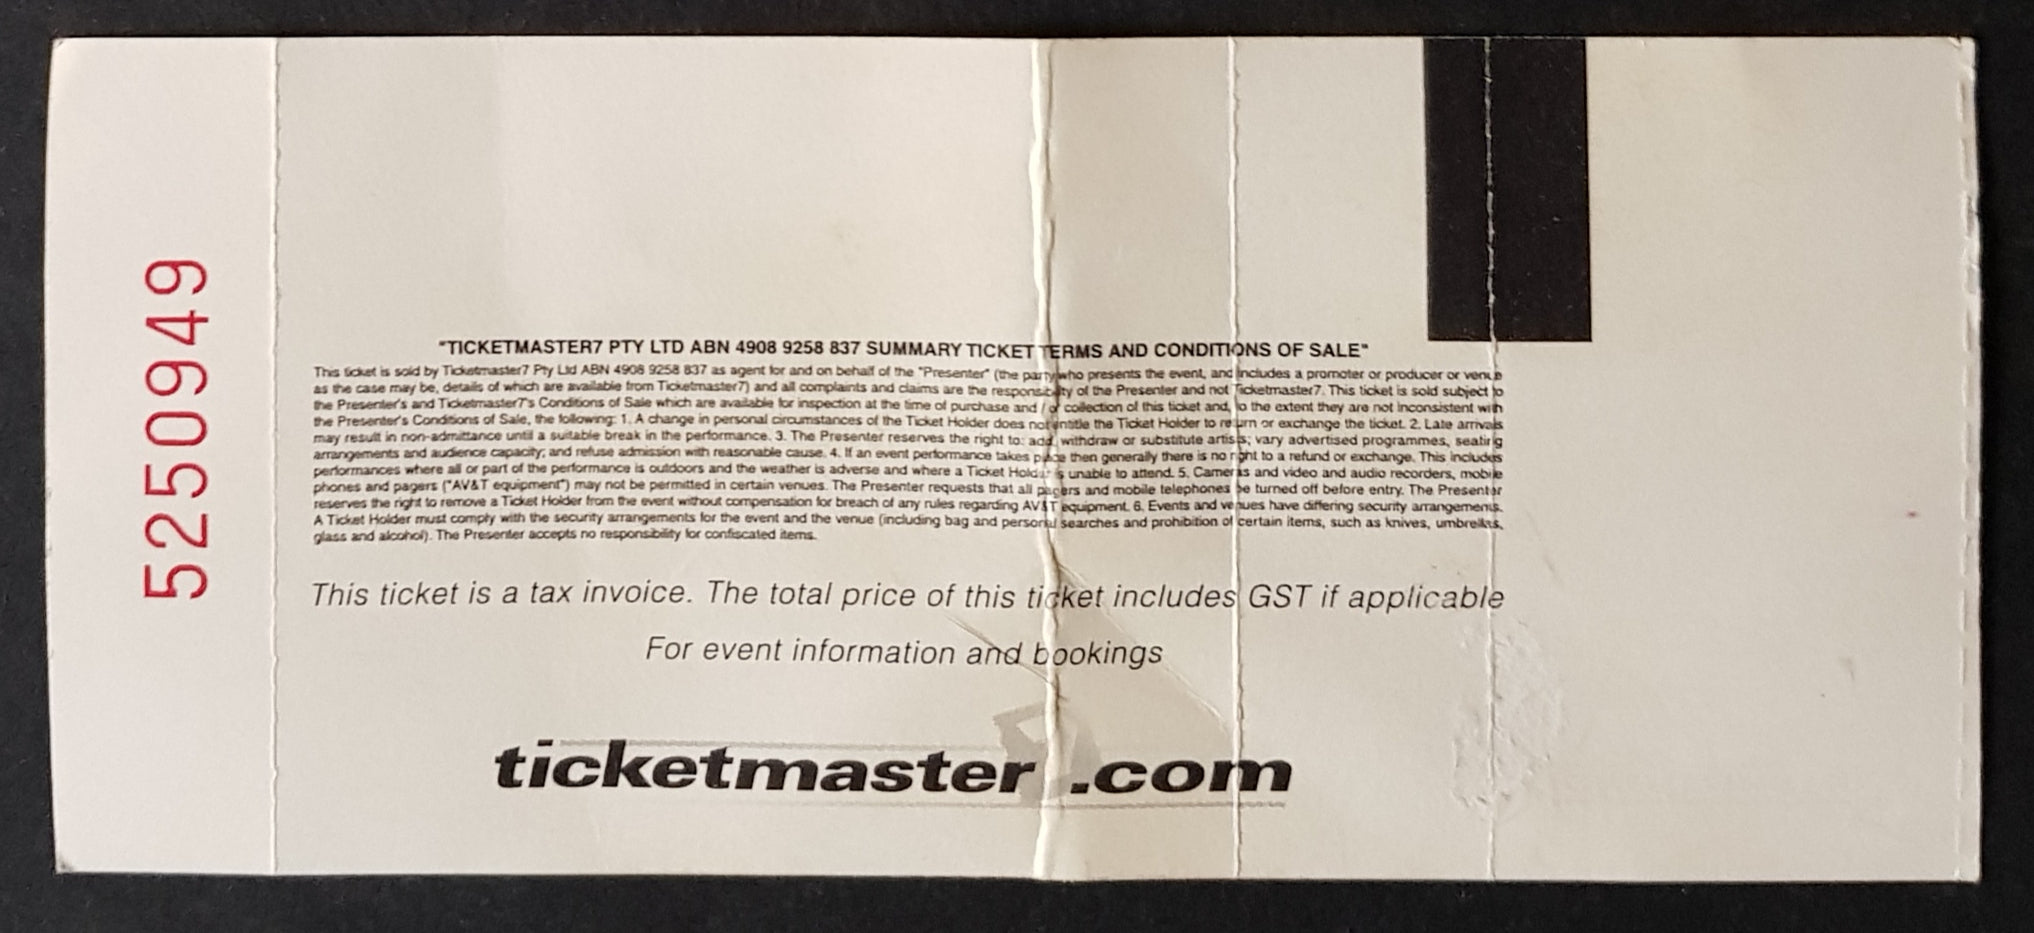 5250949
"TICKETMASTER7 PTY LTD ABN 4908 9258 837 SUMMARY TICKET TERMS AND CONDITIONS OF SALE"
This ticket is sold by Ticketmaster7 Pty Ltd ABN 4908 9258 837 as agent for and on behalf of the "Presenter" (the party who presents the event, and includes a promoter or producer or venue
as the case may be, details of which are available from Ticketmaster7) and all complaints and claims are the responsibility of the Presenter and not Ticketmaster7. This ticket is sold subject to
the Presenter's and Ticketmaster7's Conditions of Sale which are available for inspection at the time of purchase and / or collection of this ticket and, to the extent they are not inconsistent with
the Presenter's Conditions of Sale, the following: 1. A change in personal circumstances of the Ticket Holder does not entitle the Ticket Holder to return or exchange the ticket. 2. Late arrivals
may result in non-admittance until a suitable break in the performance. 3. The Presenter reserves the right to: add, withdraw or substitute artists; vary advertised programmes, seating
arrangements and audience capacity; and refuse admission with reasonable cause. 4. If an event performance takes place then generally there is no right to a refund or exchange. This includes
performances where all or part of the performance is outdoors and the weather is adverse and where a Ticket Holder is unable to attend. 5. Cameras and video and audio recorders, mobile
phones and pagers ("AV&T equipment") may not be permitted in certain venues. The Presenter requests that all pagers and mobile telephones be turned off before entry. The Presenter
reserves the right to remove a Ticket Holder from the event without compensation for breach of any rules regarding AV&T equipment. 6. Events and venues have differing security arrangements.
A Ticket Holder must comply with the security arrangements for the event and the venue (including bag and personal searches and prohibition of certain items, such as knives, umbrellas,
glass and alcohol). The Presenter accepts no responsibility for confiscated items.
This ticket is a tax invoice. The total price of this ticket includes GST if applicable
For event information and bookings
ticketmaster7.com